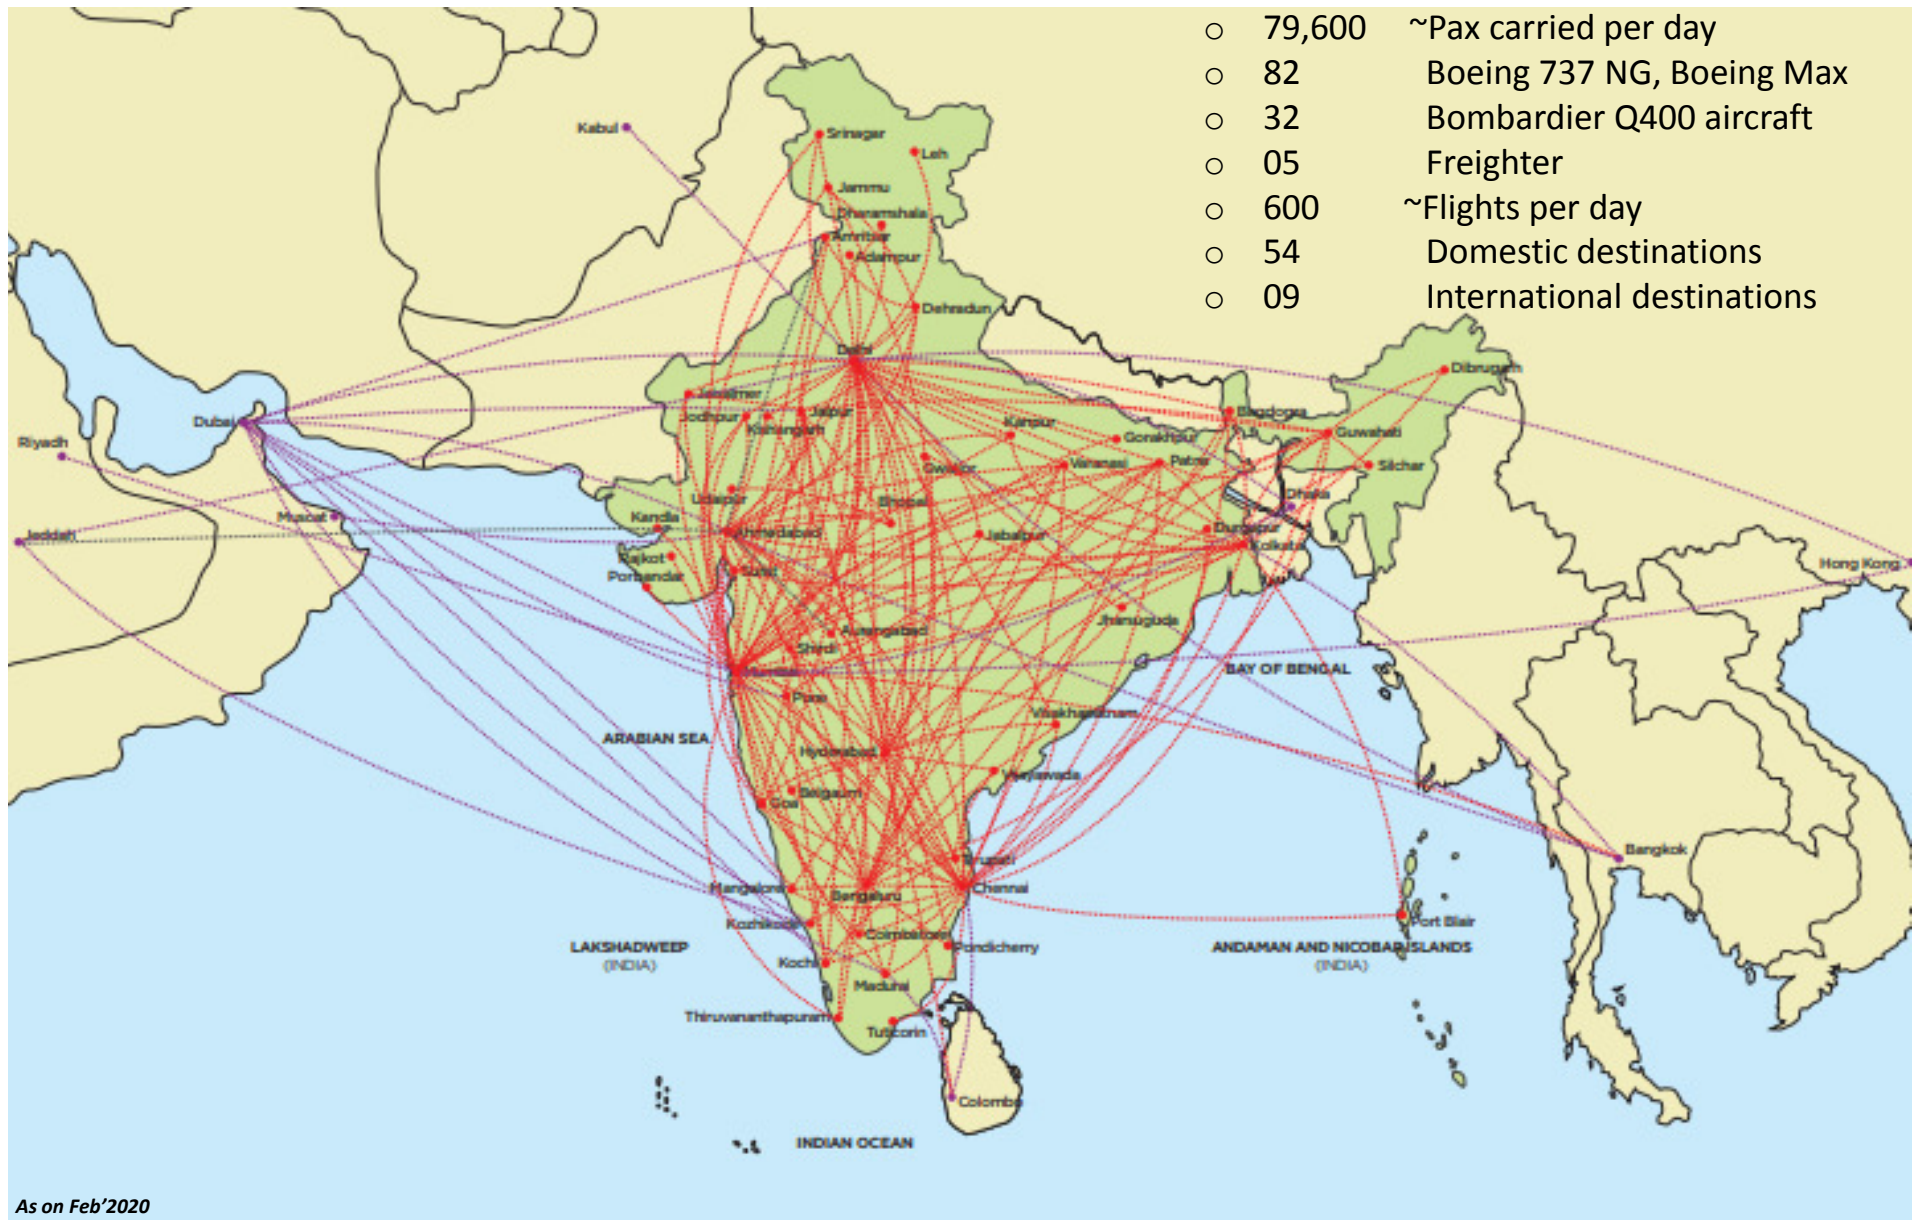 ○ 79,600 ~Pax carried per day
○ 82 Boeing 737 NG, Boeing Max
○ 32 Bombardier Q400 aircraft
○ 05 Freighter
○ 600 ~Flights per day
○ 54 Domestic destinations
○ 09 International destinations
Kabul
Srinagar
Leh
Jammu
Dharamshala
Amritsar
Adampur
Dehradun
Delhi
Dibrugarh
Jaisalmer
Jodhpur
Jaipur
Kishangarh
Bagdogra
Dubai
Kanpur
Gorakhpur
Guwahati
Riyadh
Gwalior
Varanasi
Patna
Silchar
Udaipur
Bhopal
Dhaka
Muscat
Kandla
Ahmedabad
Jabalpur
Durgapur
Jeddah
Kolkata
Rajkot
Surat
Porbandar
Hong Kong
Jharsuguda
Aurangabad
Shirdi
Mumbai
BAY OF BENGAL
Pune
Visakhapatnam
ARABIAN SEA
Hyderabad
Vijaywada
Belgaum
Goa
Tirupati
Bangkok
Mangalore
Bengaluru
Chennai
Kozhikode
Coimbatore
Port Blair
LAKSHADWEEP
(INDIA)
Pondicherry
ANDAMAN AND NICOBAR ISLANDS
(INDIA)
Kochi
Madurai
Thiruvananthapuram
Tuticorin
Colombo
INDIAN OCEAN
As on Feb'2020